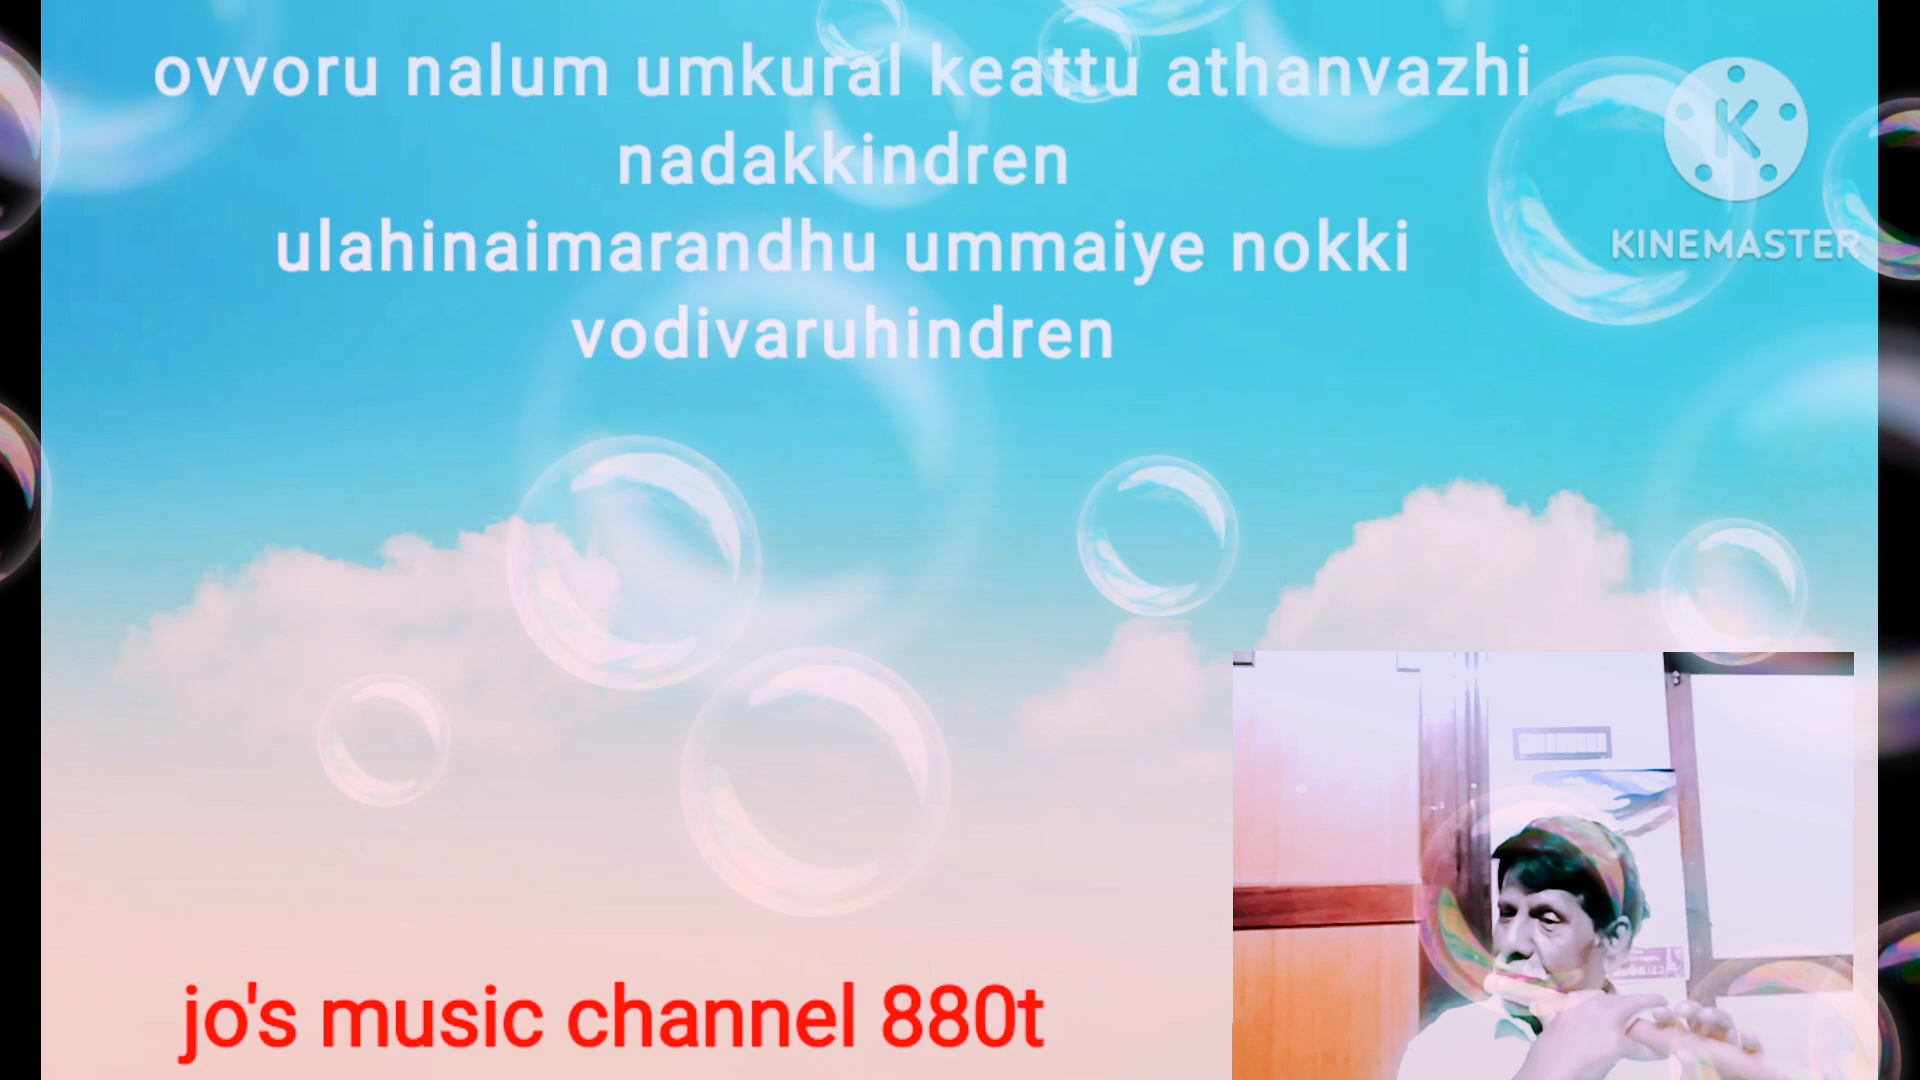 ovvoru nalum umkural keattu athanvazhi
nadakkindren
ulahinaimarandhu ummaiye nokki
vodivaruhindren
K
KINEMASTER
jo's music channel 880t